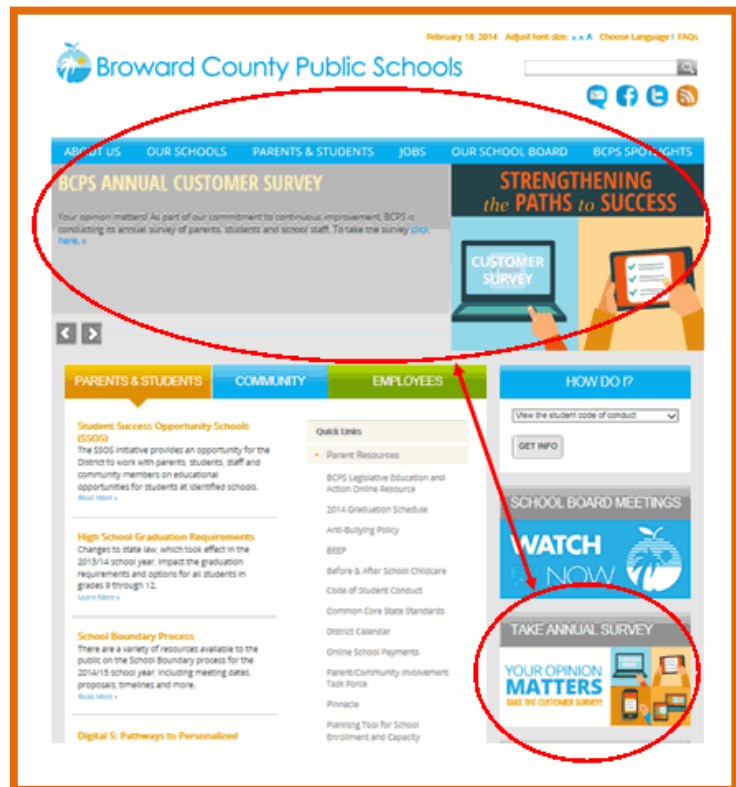 February 18, 2014 Adjust font size: A A A Choose Language | FAQs
Broward County Public Schools
ABOUT US OUR SCHOOLS PARENTS & STUDENTS JOBS OUR SCHOOL BOARD BCPS SPOTLIGHTS
BCPS ANNUAL CUSTOMER SURVEY
Your opinion matters! As part of our commitment to continuous improvement, BCPS is
conducting its annual survey of parents, students and school staff. To take the survey click
here. »
STRENGTHENING
the PATHS to SUCCESS
CUSTOMER
SURVEY
PARENTS & STUDENTS COMMUNITY EMPLOYEES
Student Success Opportunity Schools
(SSOS)
The SSOS initiative provides an opportunity for the
District to work with parents, students, staff and
community members on educational
opportunities for students at identified schools.
Read More »
High School Graduation Requirements
Changes to state law, which took effect in the
2013/14 school year, impact the graduation
requirements and options for all students in
grades 9 through 12.
Learn More »
School Boundary Process
There are a variety of resources available to the
public on the School Boundary process for the
2014/15 school year, including meeting dates,
proposals, timelines and more.
Read More »
Digital 5: Pathways to Personalized
Quick Links
Parent Resources
BCPS Legislative Education and
Action Online Resource
2014 Graduation Schedule
Anti-Bullying Policy
BEEP
Before & After School Childcare
Code of Student Conduct
Common Core State Standards
District Calendar
Online School Payments
Parent/Community Involvement
Task Force
Pinnacle
Planning Tool for School
Enrollment and Capacity
HOW DO I?
View the student code of conduct
GET INFO
SCHOOL BOARD MEETINGS
WATCH
NOW
TAKE ANNUAL SURVEY
YOUR OPINION
MATTERS
TAKE THE CUSTOMER SURVEY!